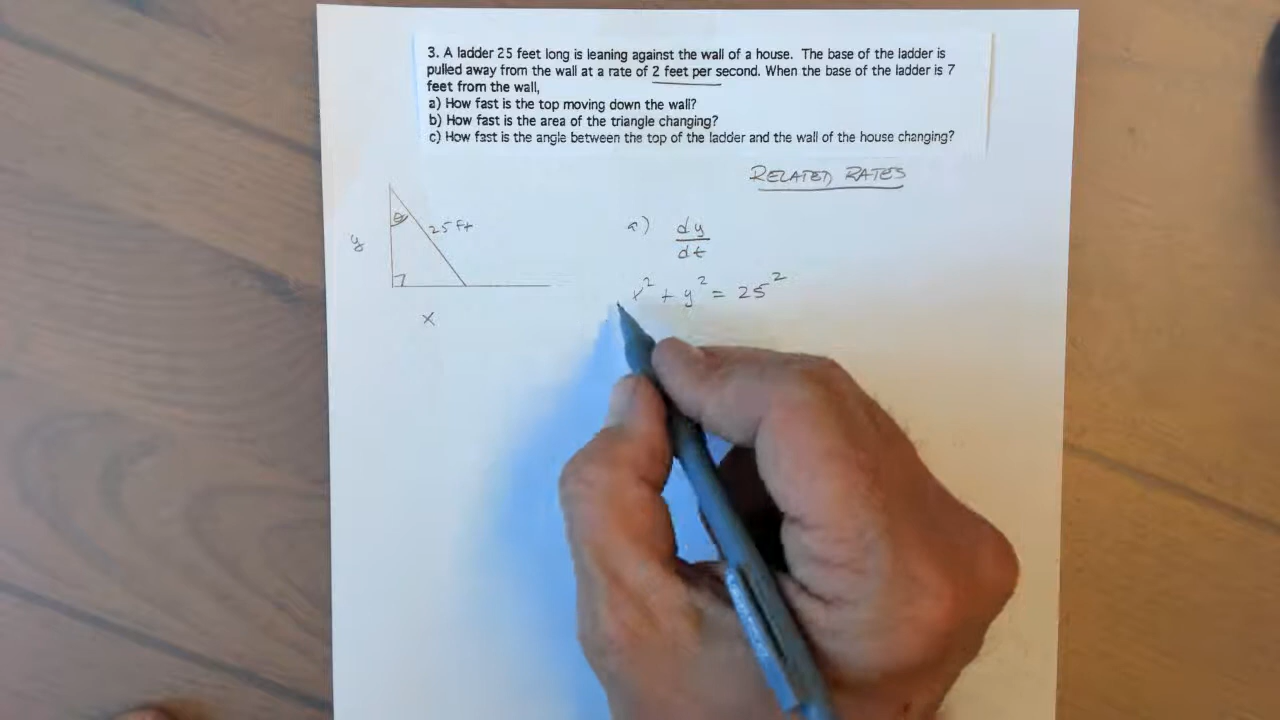 3. A ladder 25 feet long is leaning against the wall of a house. The base of the ladder is
pulled away from the wall at a rate of 2 feet per second. When the base of the ladder is 7
feet from the wall,
a) How fast is the top moving down the wall?
b) How fast is the area of the triangle changing?
c) How fast is the angle between the top of the ladder and the wall of the house changing?
RELATED RATES
θ
25 ft
y
x
a) dy
dt
x² + y² = 25²